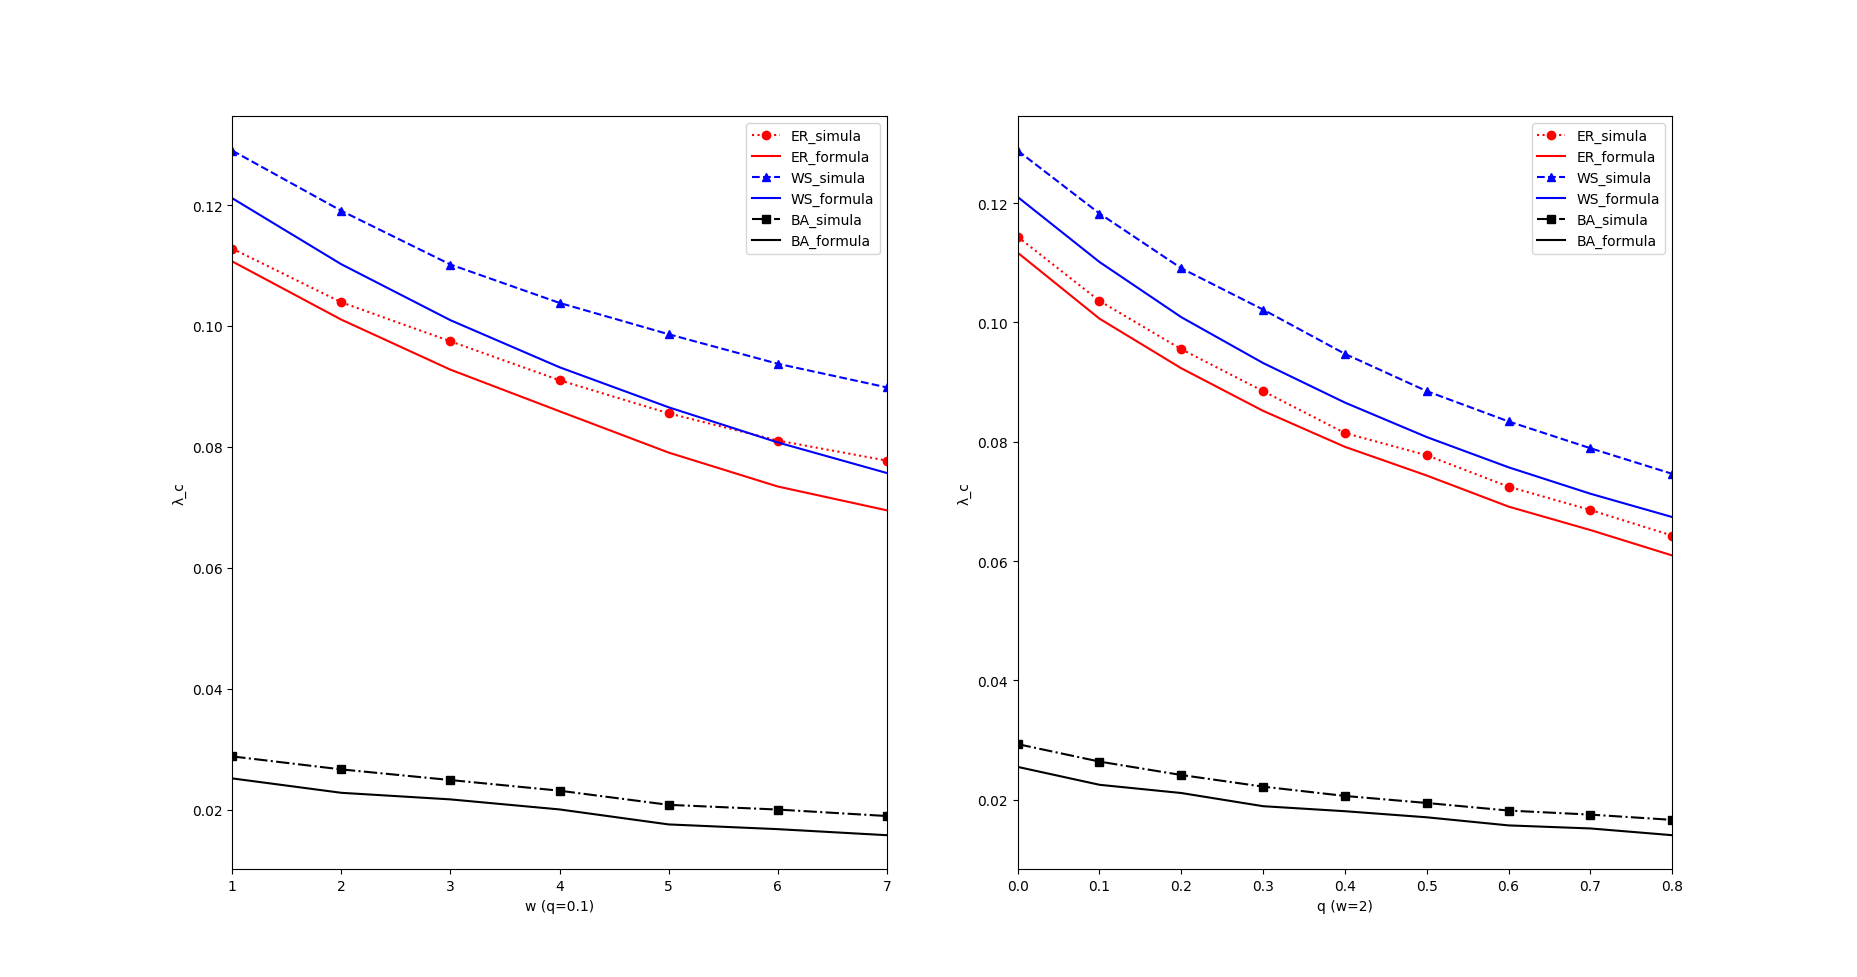 ER_simula
ER_formula
WS_simula
WS_formula
BA_simula
BA_formula
0.12
0.10
0.08
0.06
0.04
0.02
λ_c
1 2 3 4 5 6 7
w (q=0.1)
ER_simula
ER_formula
WS_simula
WS_formula
BA_simula
BA_formula
0.12
0.10
0.08
0.06
0.04
0.02
λ_c
0.0 0.1 0.2 0.3 0.4 0.5 0.6 0.7 0.8
q (w=2)